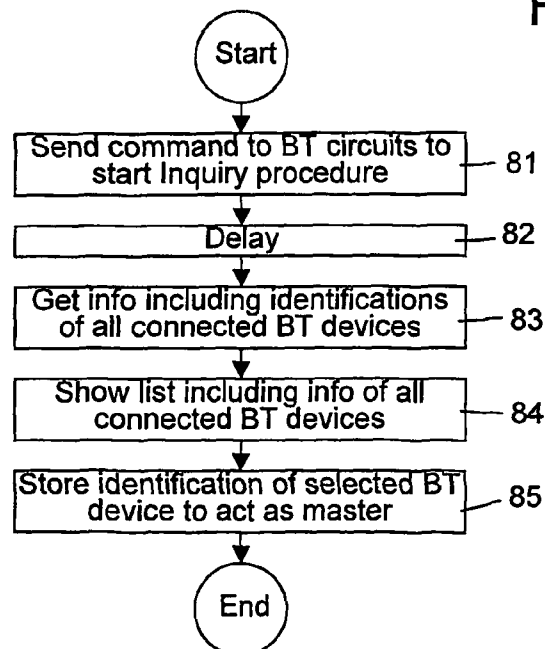 Start
Send command to BT circuits to
start Inquiry procedure
81
Delay
82
Get info including identifications
of all connected BT devices
83
Show list including info of all
connected BT devices
84
Store identification of selected BT
device to act as master
85
End